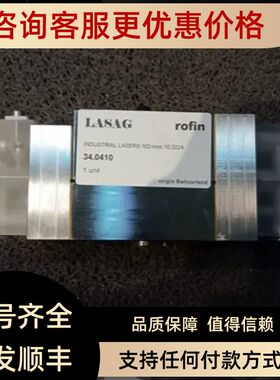 咨询客服更优惠价格
LASAG
rofin
INDUSTRIAL LASERS
34.0410
1 unit
origin Switzerland
号齐全
品质保障 值得信赖
发顺丰
支持任何付款方式